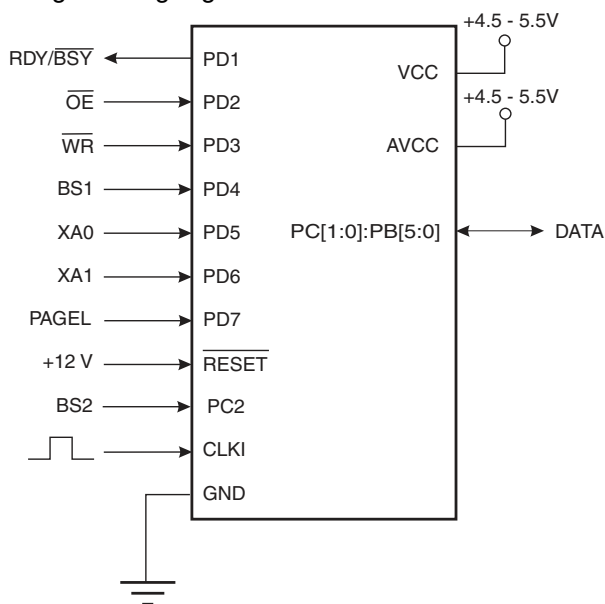 +4.5 - 5.5V
RDY/BSY
PD1
VCC
OE
PD2
+4.5 - 5.5V
WR
PD3
AVCC
BS1
PD4
XA0
PD5
PC[1:0]:PB[5:0]
DATA
XA1
PD6
PAGEL
PD7
+12 V
RESET
BS2
PC2
CLKI
GND